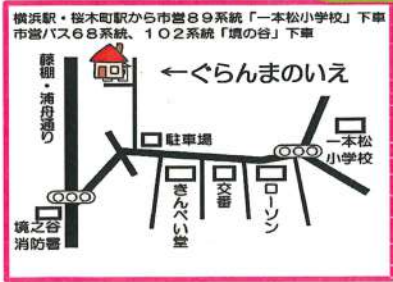 横浜駅・桜木町駅から市営89系統「一本松小学校」下車
市営バス68系統、102系統「境の谷」下車
藤棚・浦舟通り
←ぐらんまのいえ
駐車場
一本松
小学校
きんぺい堂
交番
ローソン
境之谷
消防署